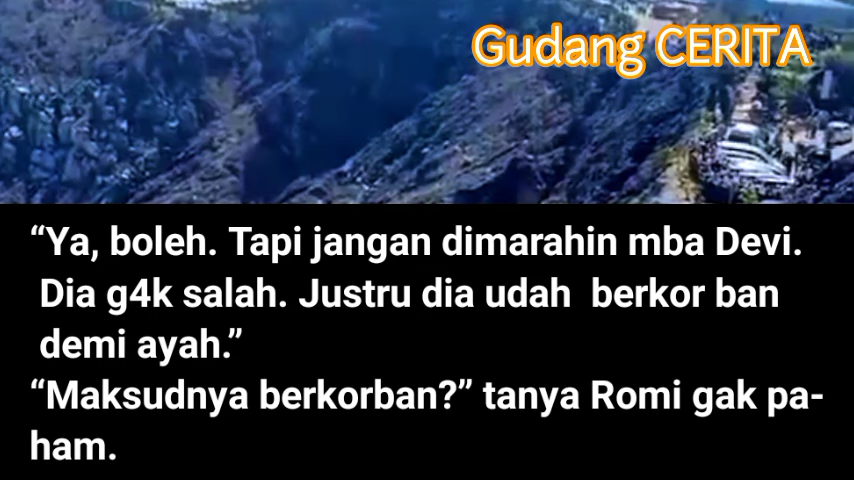 Gudang CERITA
“Ya, boleh. Tapi jangan dimarahin mba Devi.
Dia g4k salah. Justru dia udah  berkor ban
demi ayah.”
“Maksudnya berkorban?” tanya Romi gak pa-
ham.